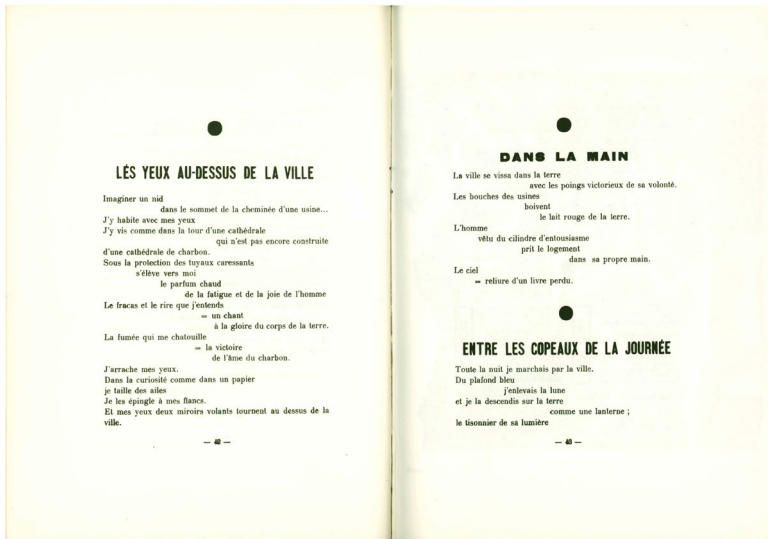 LÉS YEUX AU-DESSUS DE LA VILLE
Imaginer un nid
dans le sommet de la cheminée d'une usine...
J'y habite avec mes yeux
J'y vis comme dans la tour d'une cathédrale
qui n'est pas encore construite
d'une cathédrale de charbon.
Sous la protection des tuyaux caressants
s'élève vers moi
le parfum chaud
de la fatigue et de la joie de l'homme
Le fracas et le rire que j'entends
= un chant
à la gloire du corps de la terre.
La fumée qui me chatouille
= la victoire
de l'âme du charbon.
J'arrache mes yeux.
Dans la curiosité comme dans un papier
je taille des ailes
Je les épingle à mes flancs.
Et mes yeux deux miroirs volants tournent au dessus de la
ville.
DANS LA MAIN
La ville se vissa dans la terre
avec les poings victorieux de sa volonté.
Les bouches des usines
boivent
le lait rouge de la terre.
L'homme
vêtu du cilindre d'entousiasme
prit le logement
dans sa propre main.
Le ciel
= reliure d'un livre perdu.
ENTRE LES COPEAUX DE LA JOURNÉE
Toute la nuit je marchais par la ville.
Du plafond bleu
j'enlevais la lune
et je la descendis sur la terre
comme une lanterne ;
le tisonnier de sa lumière